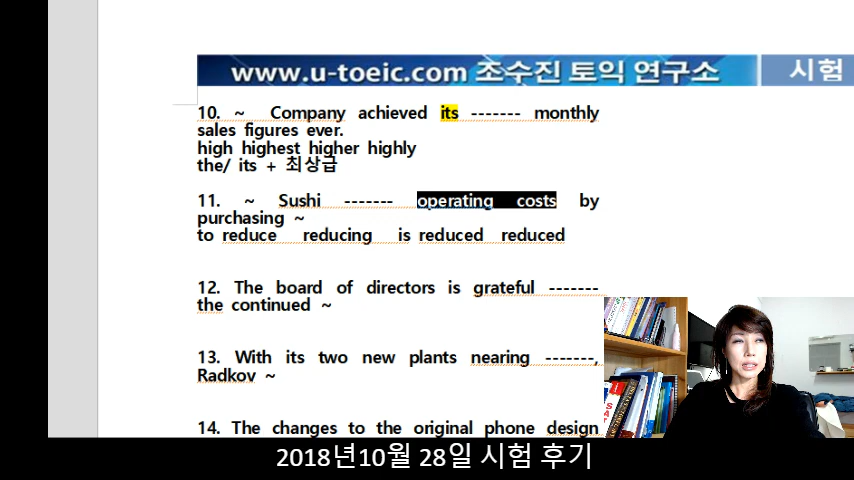 www.u-toeic.com 조수진 토익 연구소 시험
10. ~ Company achieved its ------- monthly
sales figures ever.
high highest higher highly
the/ its + 최상급
11. ~ Sushi ------- operating costs by
purchasing ~
to reduce reducing is reduced reduced
12. The board of directors is grateful -------
the continued ~
13. With its two new plants nearing -------,
Radkov ~
14. The changes to the original phone design
2018년10월 28일 시험 후기